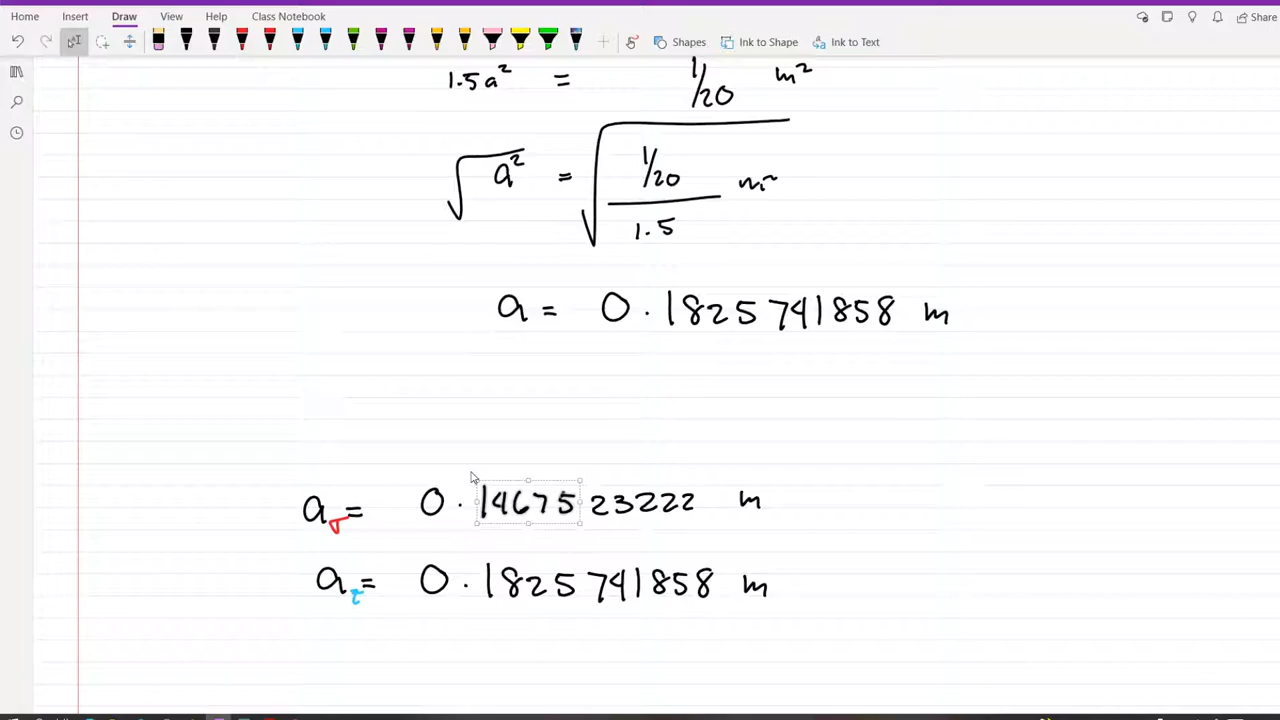 Home Insert Draw View Help Class Notebook
Share
Shapes Ink to Shape Ink to Text
1.5a² = 1/20 m²
√a² = √((1/20)/1.5 m²)
a = 0.1825741858 m
aσ = 0.1467523222 m
aτ = 0.1825741858 m